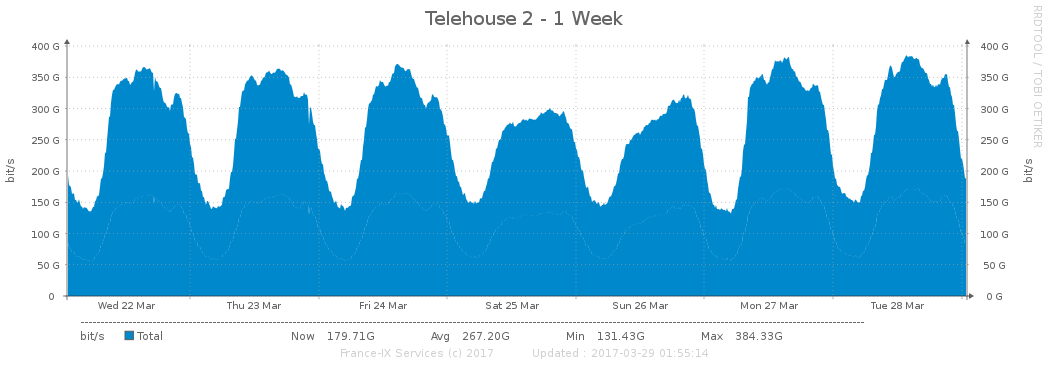 Telehouse 2 - 1 Week
RRDTOOL / TOBI OETIKER
400 G 400 G
350 G 350 G
300 G 300 G
250 G 250 G
200 G 200 G
150 G 150 G
100 G 100 G
50 G 50 G
0 0 G
bit/s bit/s
Wed 22 Mar Thu 23 Mar Fri 24 Mar Sat 25 Mar Sun 26 Mar Mon 27 Mar Tue 28 Mar
bit/s Total Now 179.71G Avg 267.20G Min 131.43G Max 384.33G
France-IX Services (c) 2017 Updated : 2017-03-29 01:55:14